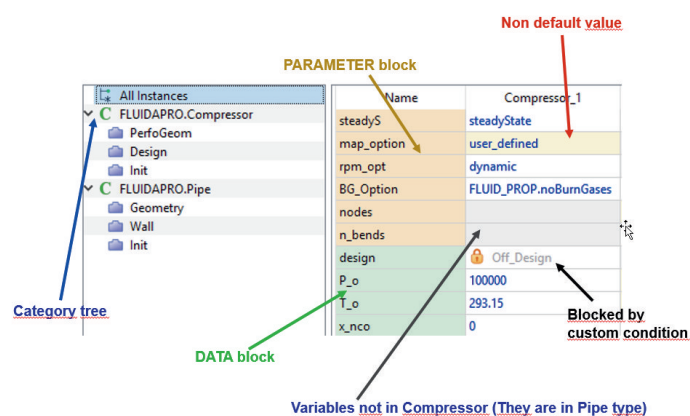 Non default value
PARAMETER block
All Instances
FLUIDAPRO.Compressor
PerfoGeom
Design
Init
FLUIDAPRO.Pipe
Geometry
Wall
Init
Name Compressor_1
steadyS steadyState
map_option user_defined
rpm_opt dynamic
BG_Option FLUID_PROP.noBurnGases
nodes
n_bends
design Off_Design
P_o 100000
T_o 293.15
x_nco 0
Category tree
DATA block
Blocked by
custom condition
Variables not in Compressor (They are in Pipe type)